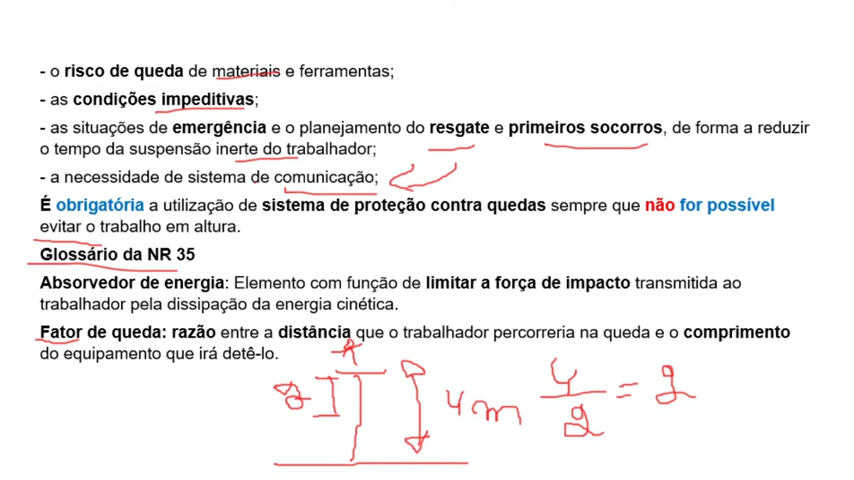 - o risco de queda de materiais e ferramentas;
- as condições impeditivas;
- as situações de emergência e o planejamento do resgate e primeiros socorros, de forma a reduzir
o tempo da suspensão inerte do trabalhador;
- a necessidade de sistema de comunicação;
É obrigatória a utilização de sistema de proteção contra quedas sempre que não for possível
evitar o trabalho em altura.
Glossário da NR 35
Absorvedor de energia: Elemento com função de limitar a força de impacto transmitida ao
trabalhador pela dissipação da energia cinética.
Fator de queda: razão entre a distância que o trabalhador percorreria na queda e o comprimento
do equipamento que irá detê-lo.
2 4 m 4/2 = 2